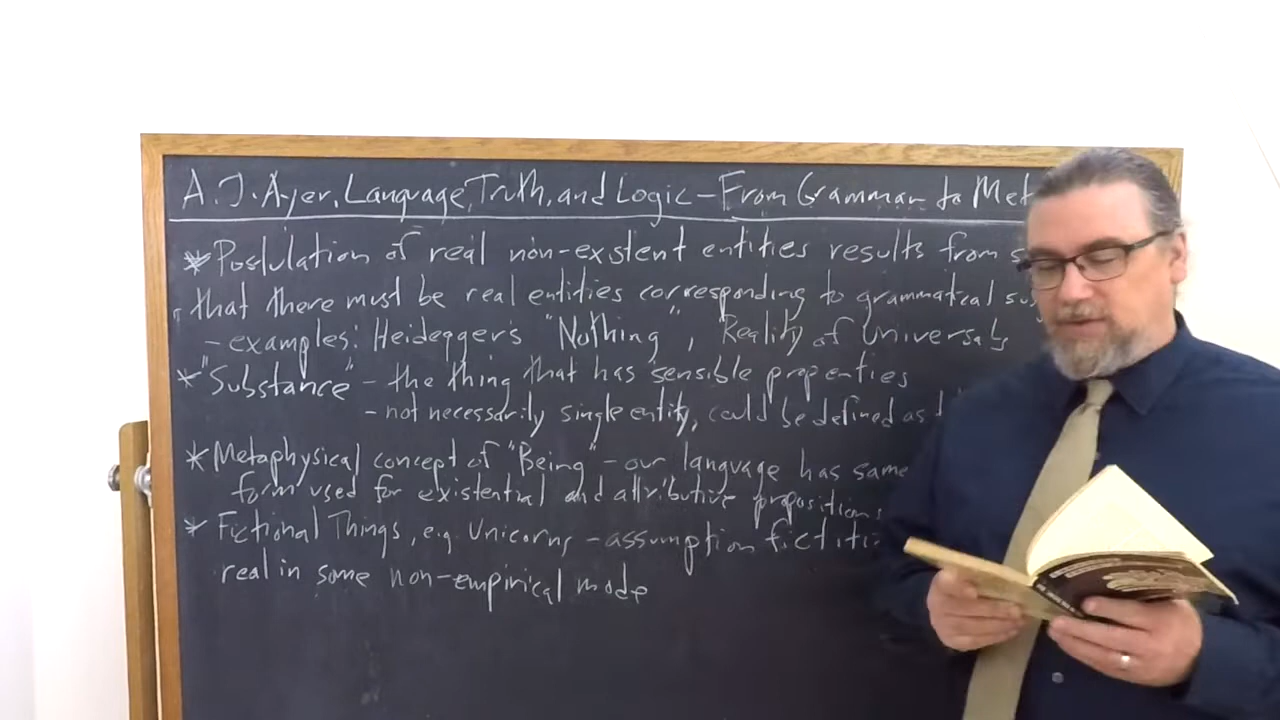 A. J. Ayer, Language, Truth, and Logic – From Grammar to Met
* Postulation of real non-existent entities results from s
that there must be real entities corresponding to grammatical su
- examples: Heidegger's "Nothing", "Reality of Universals
* "Substance" - the thing that has sensible properties
- not necessarily single entity, could be defined as
* Metaphysical concept of "Being" - our language has same
form used for existential and attributive propositions
* Fictional Things, e.g. Unicorns - assumption fictiti
real in some non-empirical mode